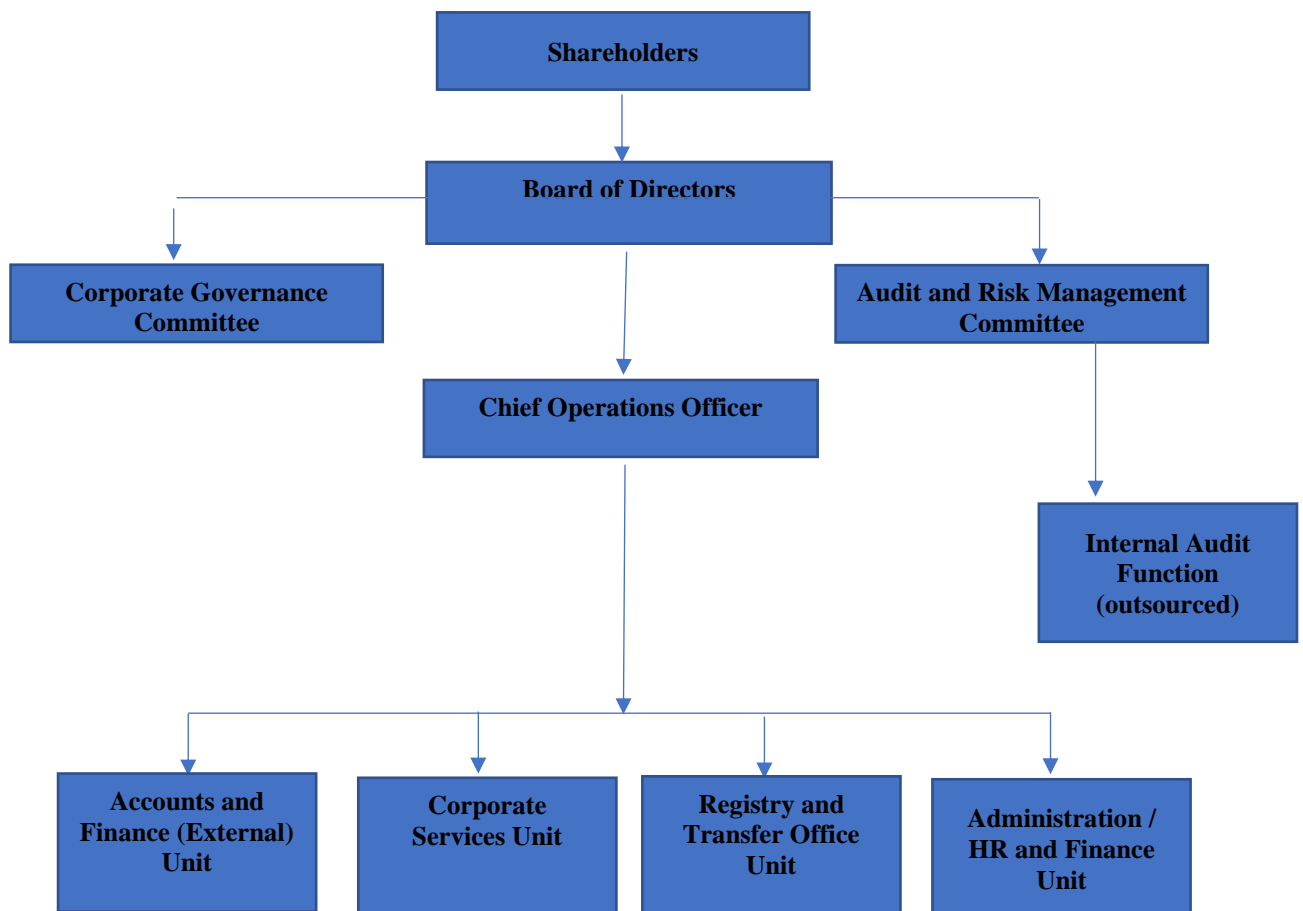 Shareholders
Board of Directors
Corporate Governance
Committee
Audit and Risk Management
Committee
Chief Operations Officer
Internal Audit
Function
(outsourced)
Accounts and
Finance (External)
Unit
Corporate
Services Unit
Registry and
Transfer Office
Unit
Administration /
HR and Finance
Unit